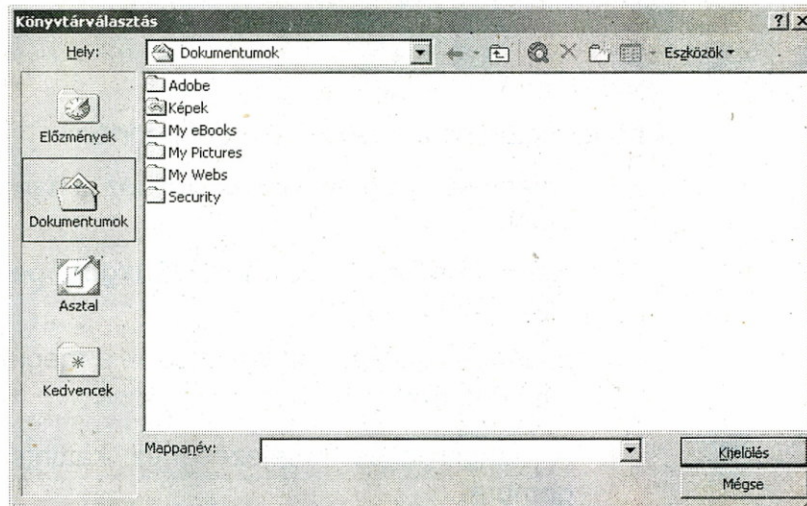 Könyvtárválasztás
Hely: Dokumentumok Eszközök
Előzmények
Dokumentumok
Asztal
Kedvencek
Adobe
Képek
My eBooks
My Pictures
My Webs
Security
Mappanév:
Kijelölés
Mégse